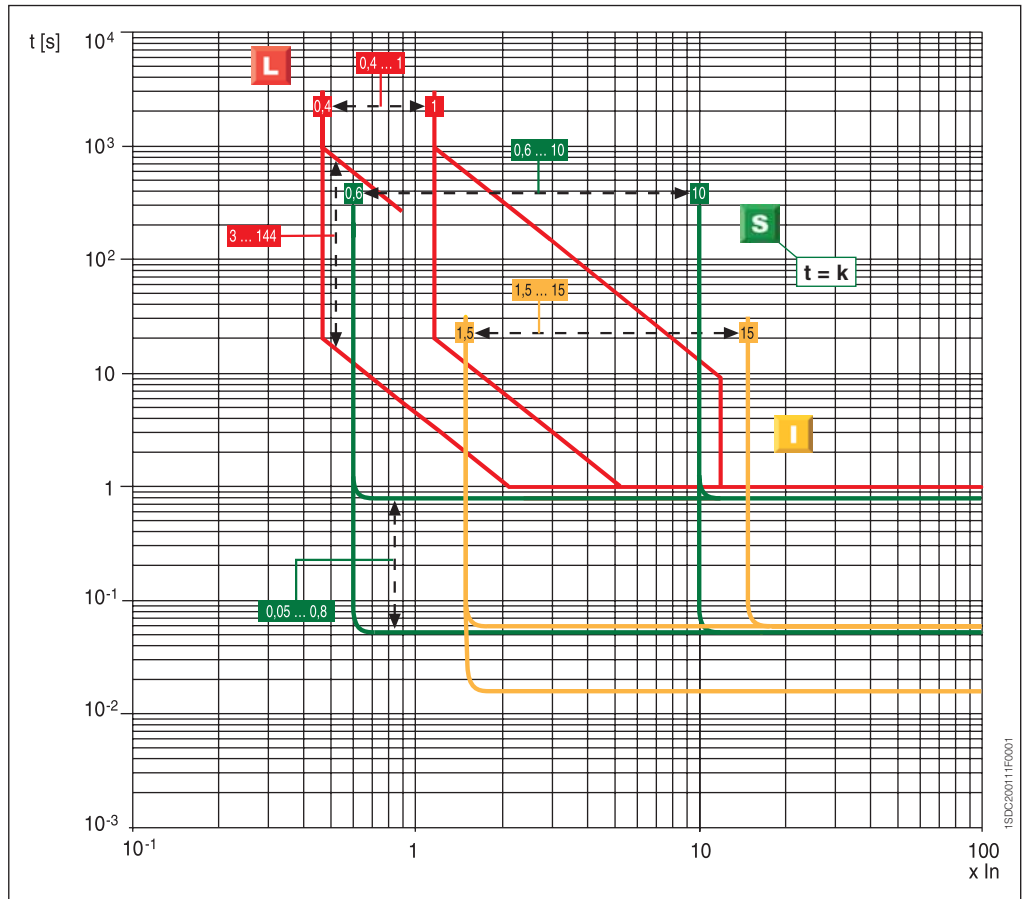 t [s]
10⁴
L
0,4 ... 1
0,4
1
10³
0,6 ... 10
0,6
10
S
3 ... 144
10²
t = k
1,5 ... 15
1,5
15
10
I
1
10⁻¹
0,05 ... 0,8
10⁻²
1SDC200111F0001
10⁻³
10⁻¹
1
10
100
x In